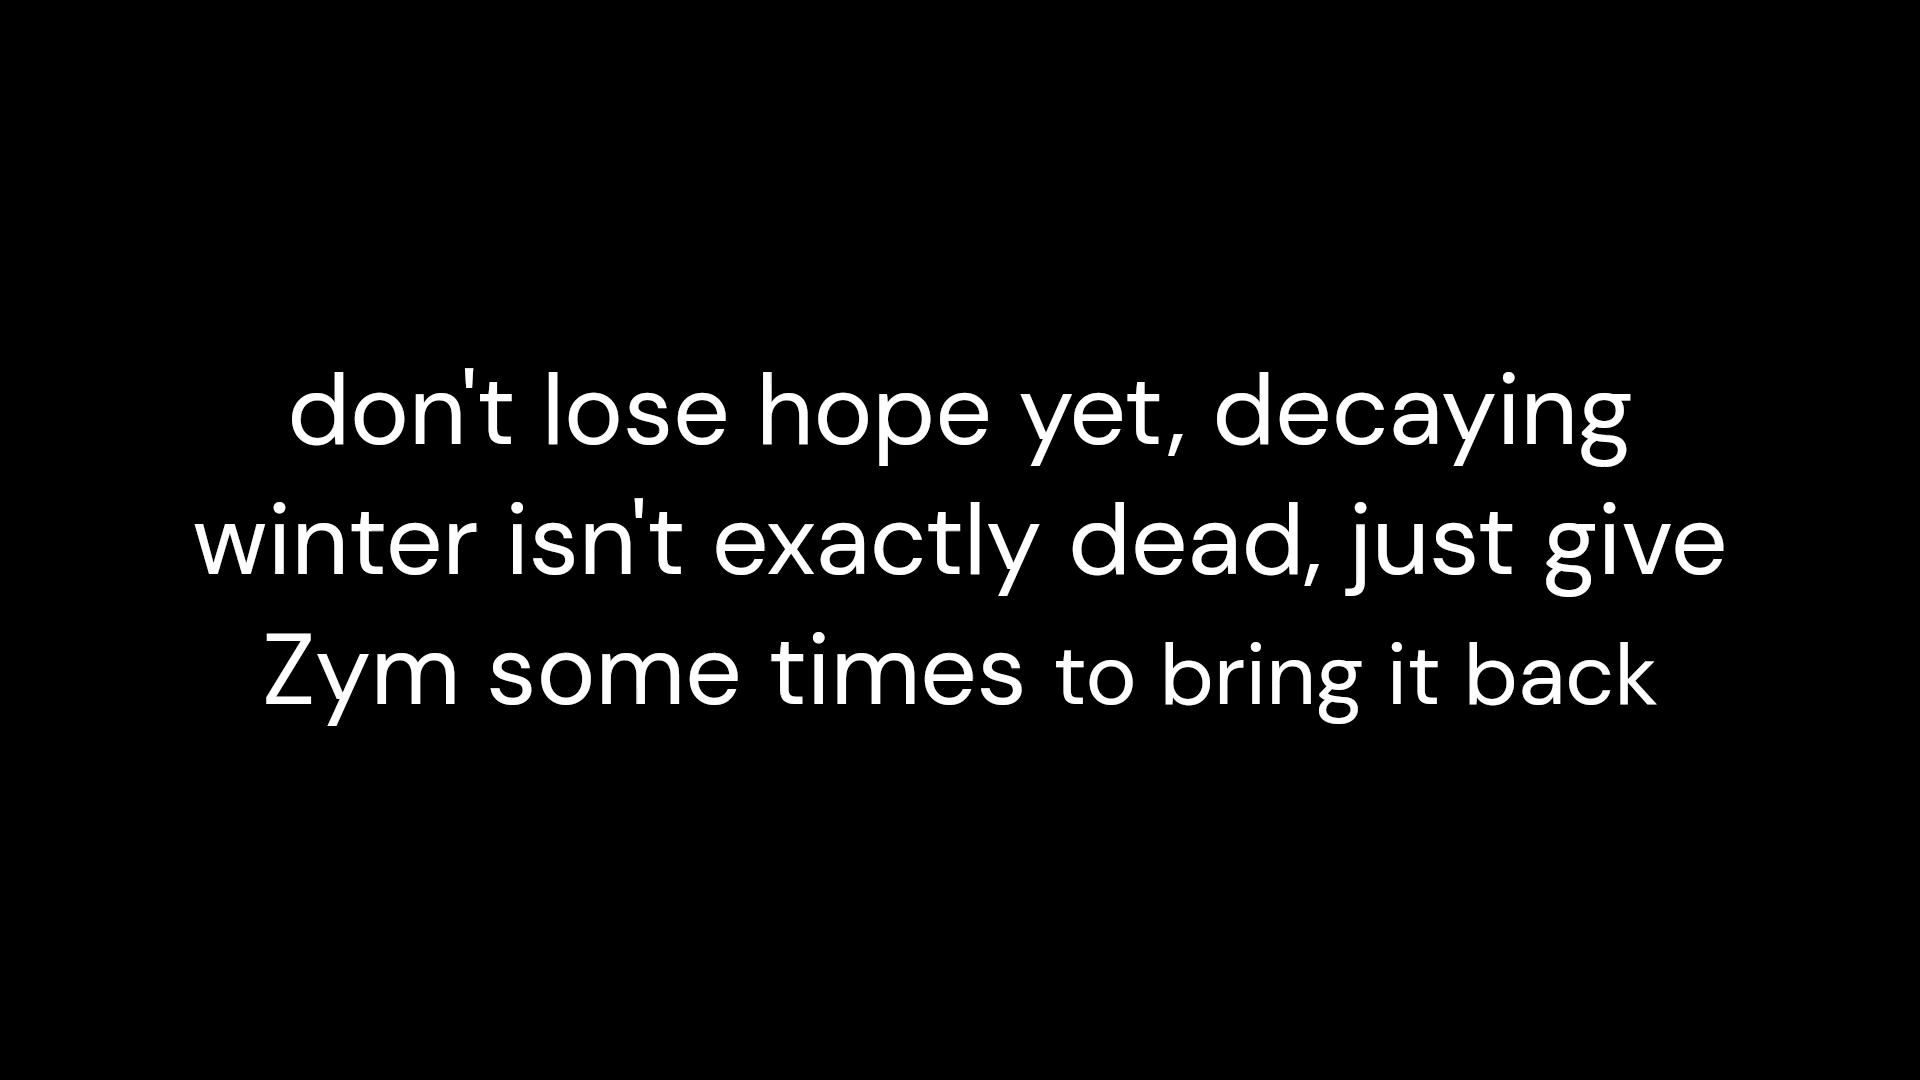 don't lose hope yet, decaying
winter isn't exactly dead, just give
Zym some times to bring it back